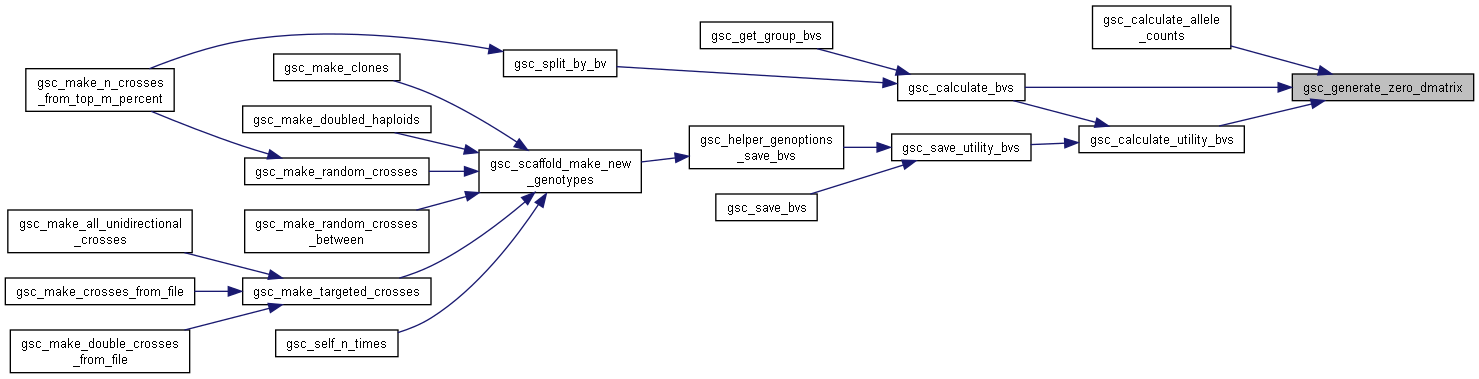 gsc_make_n_crosses
_from_top_m_percent
gsc_make_clones
gsc_make_doubled_haploids
gsc_make_random_crosses
gsc_make_random_crosses
_between
gsc_make_all_unidirectional
_crosses
gsc_make_crosses_from_file
gsc_make_double_crosses
_from_file
gsc_make_targeted_crosses
gsc_self_n_times
gsc_split_by_bv
gsc_scaffold_make_new
_genotypes
gsc_get_group_bvs
gsc_helper_genoptions
_save_bvs
gsc_save_bvs
gsc_calculate_bvs
gsc_save_utility_bvs
gsc_calculate_allele
_counts
gsc_calculate_utility_bvs
gsc_generate_zero_dmatrix